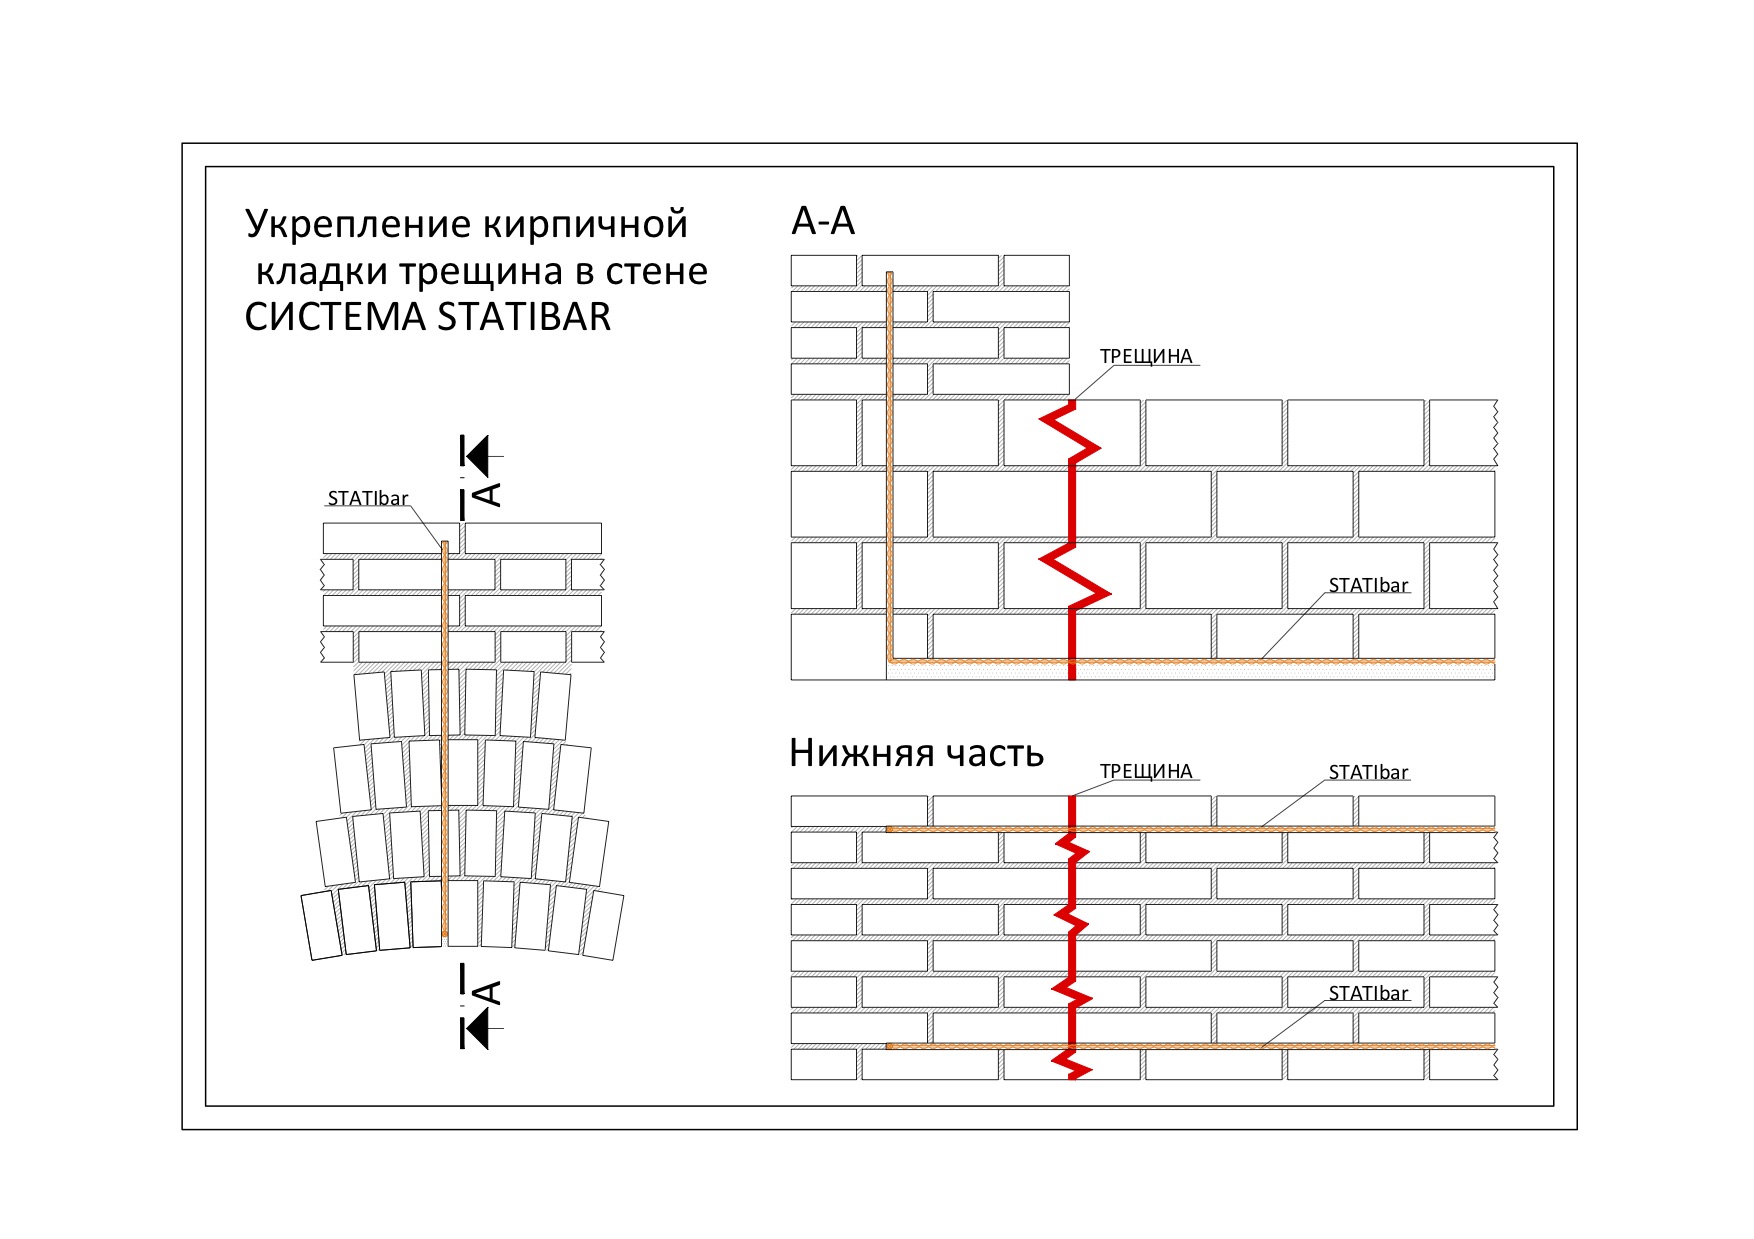 Укрепление кирпичной
кладки трещина в стене
СИСТЕМА STATIBAR
A
STATIbar
A
А-А
ТРЕЩИНА
STATIbar
Нижняя часть
ТРЕЩИНА
STATIbar
STATIbar